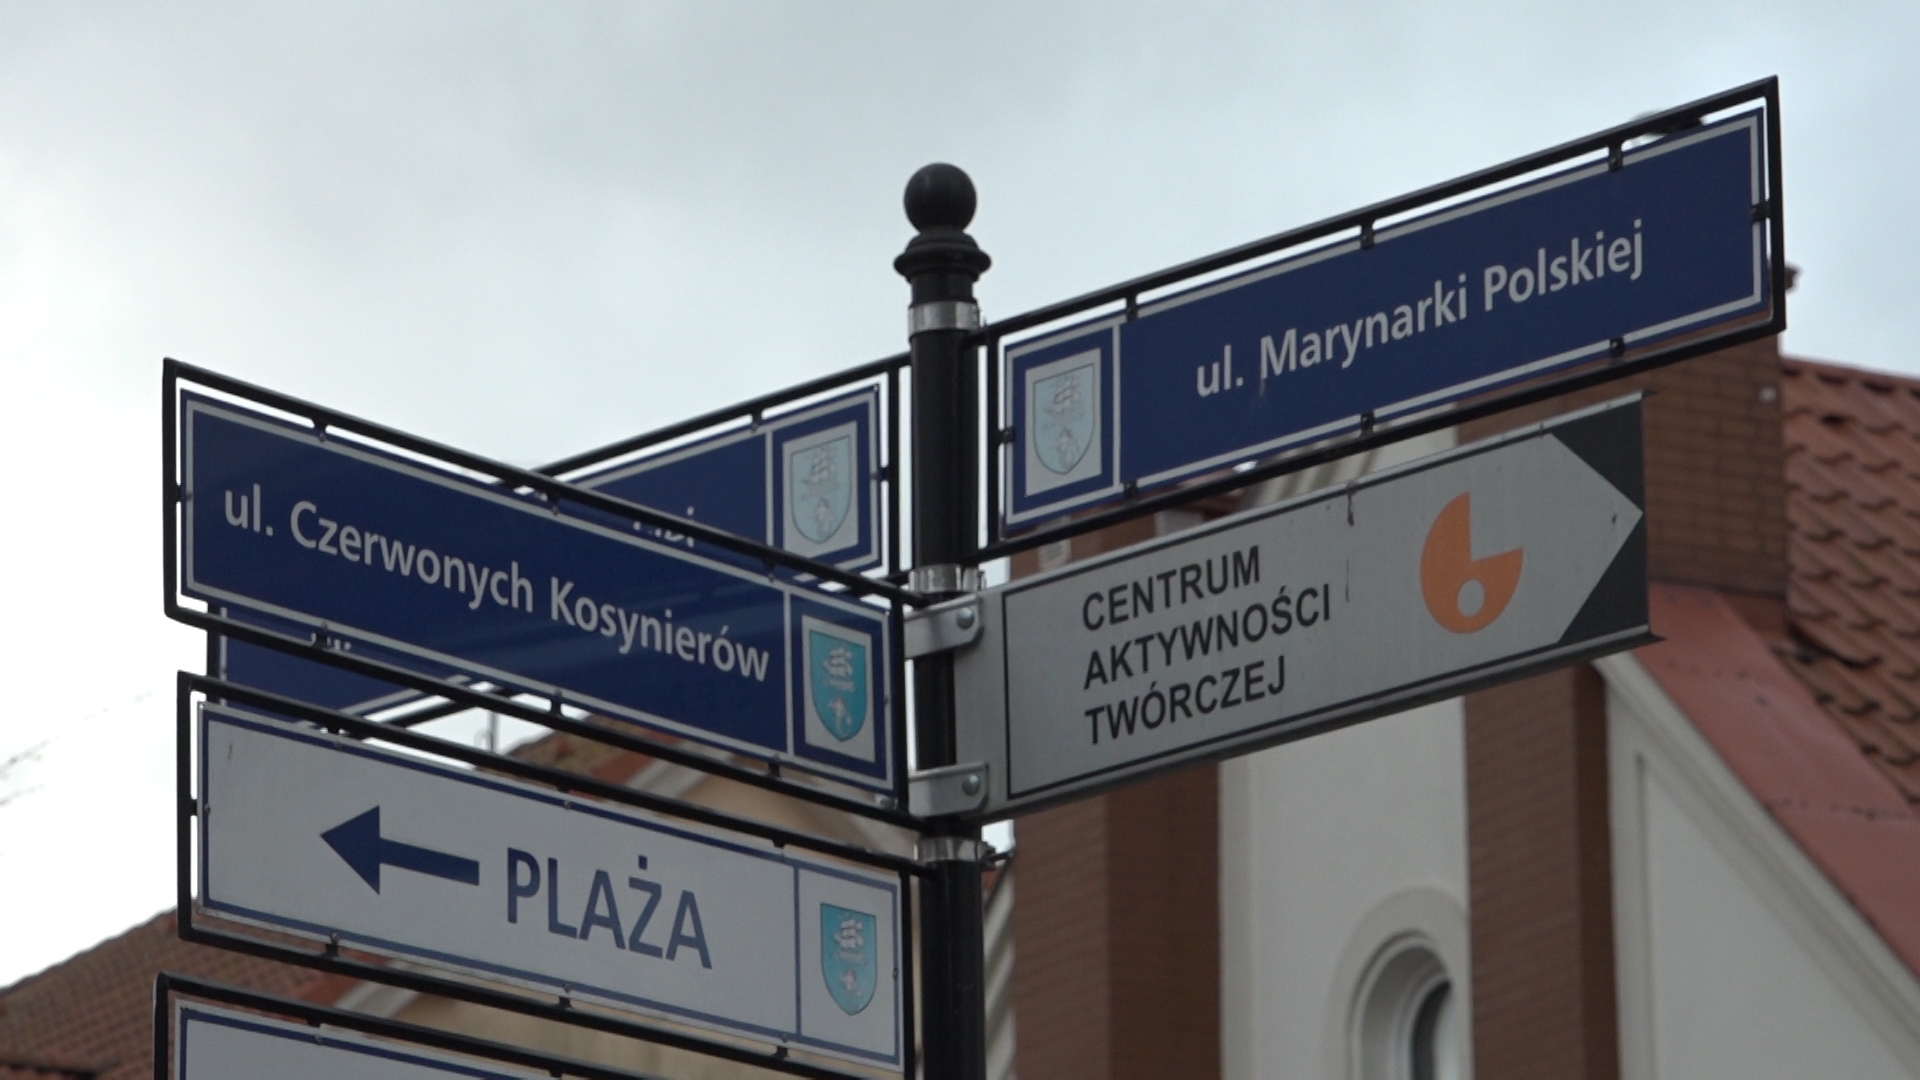 ul. Marynarki Polskiej
ul. Czerwonych Kosynierów
CENTRUM
AKTYWNOŚCI
TWÓRCZEJ
PLAŻA